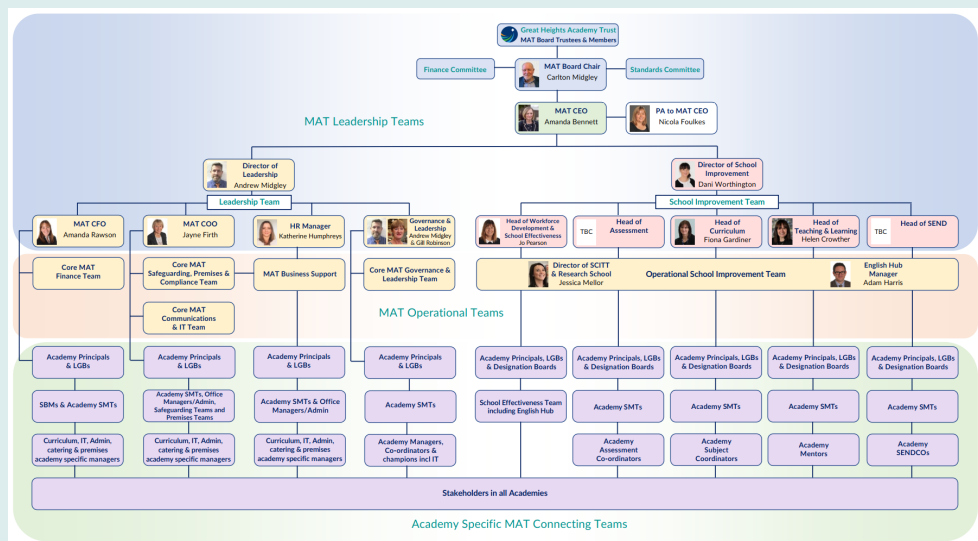 Great Heights Academy Trust
MAT Board Trustees & Members
Finance Committee
MAT Board Chair
Carlton Midgley
Standards Committee
MAT CEO
Amanda Bennett
PA to MAT CEO
Nicola Foulkes
MAT Leadership Teams
Director of
Leadership
Andrew Midgley
Director of School
Improvement
Dani Worthington
Leadership Team
School Improvement Team
MAT CFO
Amanda Rawson
MAT COO
Jayne Firth
HR Manager
Katherine Humphreys
Governance &
Leadership
Andrew Midgley
& Gill Robinson
Head of Workforce
Development &
School Effectiveness
Jo Pearson
TBC
Head of
Assessment
Head of
Curriculum
Fiona Gardiner
Head of
Teaching & Learning
Helen Crowther
TBC
Head of SEND
Core MAT
Finance Team
Core MAT
Safeguarding, Premises &
Compliance Team
MAT Business Support
Core MAT Governance &
Leadership Team
Director of SCITT
& Research School
Jessica Mellor
Operational School Improvement Team
English Hub
Manager
Adam Harris
Core MAT
Communications
& IT Team
MAT Operational Teams
Academy Principals
& LGBs
Academy Principals
& LGBs
Academy Principals
& LGBs
Academy Principals
& LGBs
Academy Principals, LGBs
& Designation Boards
Academy Principals, LGBs
& Designation Boards
Academy Principals, LGBs
& Designation Boards
Academy Principals, LGBs
& Designation Boards
Academy Principals, LGBs
& Designation Boards
SBMs & Academy SMTs
Academy SMTs, Office
Managers/Admin,
Safeguarding Teams and
Premises Teams
Academy SMTs & Office
Managers/Admin
Academy SMTs
School Effectiveness Team
including English Hub
Academy SMTs
Academy SMTs
Academy SMTs
Academy SMTs
Curriculum, IT, Admin,
catering & premises
academy specific managers
Curriculum, IT, Admin,
catering & premises
academy specific managers
Curriculum, IT, Admin,
catering & premises
academy specific managers
Academy Managers,
Co-ordinators &
champions incl IT
Academy
Assessment
Co-ordinators
Academy
Subject
Coordinators
Academy
Mentors
Academy
SENDCOs
Stakeholders in all Academies
Academy Specific MAT Connecting Teams